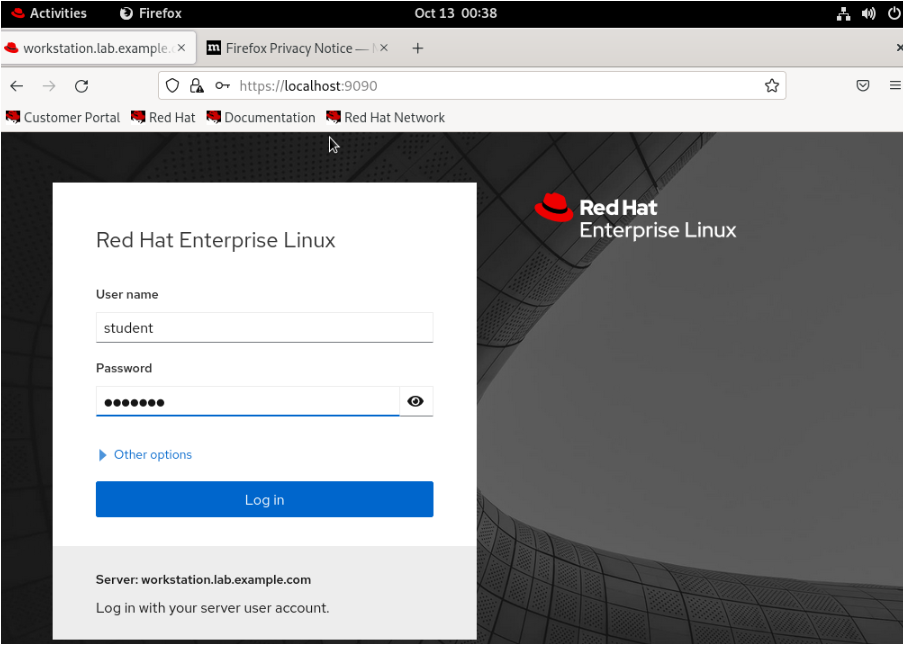 Activities Firefox Oct 13 00:38
workstation.lab.example. × m Firefox Privacy Notice — × +
https://localhost:9090
Customer Portal Red Hat Documentation Red Hat Network
Red Hat
Enterprise Linux
Red Hat Enterprise Linux
User name
student
Password
•••••••
Other options
Log in
Server: workstation.lab.example.com
Log in with your server user account.